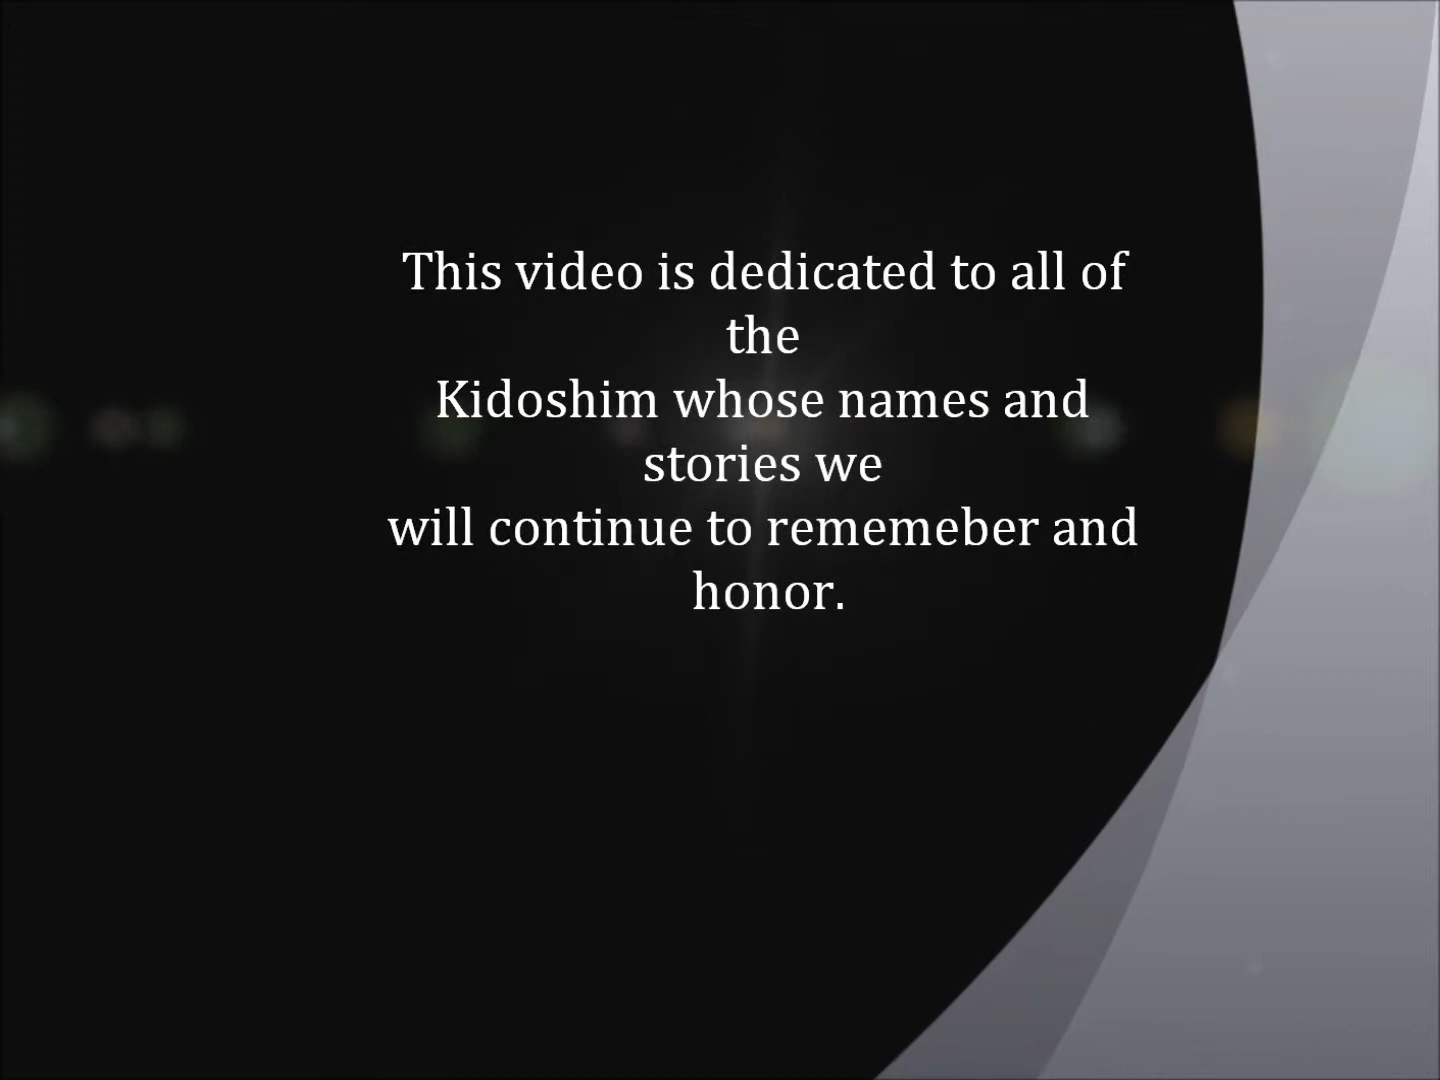 This video is dedicated to all of
the
Kidoshim whose names and
stories we
will continue to rememeber and
honor.